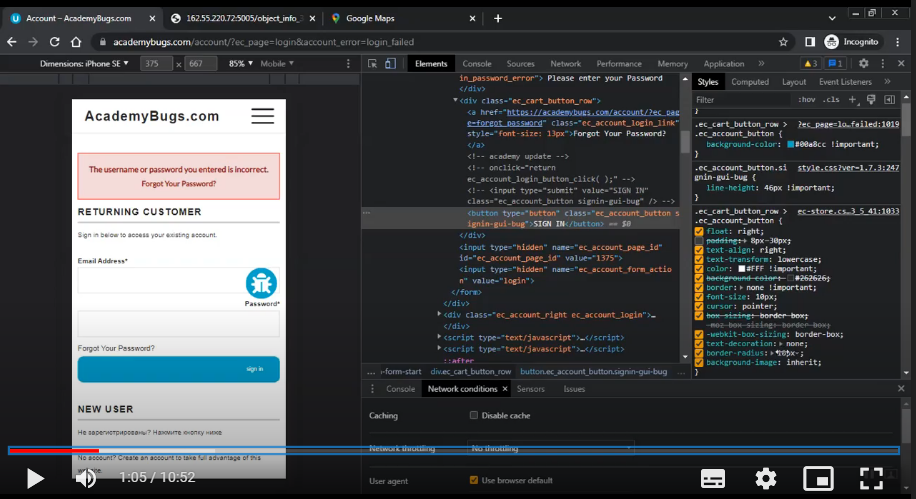 Account – AcademyBugs.com
162.55.220.72:5005/object_info_3
Google Maps
academybugs.com/account/?ec_page=login&account_error=login_failed
Incognito
Dimensions: iPhone SE
375
×
667
85%
Mobile
Elements
Console
Sources
Network
Performance
Memory
Application
3
1
AcademyBugs.com
The username or password you entered is incorrect.
Forgot Your Password?
RETURNING CUSTOMER
Sign in below to access your existing account.
Email Address*
Password*
Forgot Your Password?
sign in
NEW USER
Не зарегистрированы? Нажмите кнопку ниже.
No account? Create an account to take full advantage of this
website.
in_password_error"> Please enter your Password
</div>
<div class="ec_cart_button_row">
<a href="https://academybugs.com/account/?ec_pag
e=forgot_password" class="ec_account_login_link"
style="font-size: 13px">Forgot Your Password?
</a>
<!-- academy update -->
<!-- onclick="return
ec_account_login_button_click( );" -->
<!-- <input type="submit" value="SIGN IN"
class="ec_account_button signin-gui-bug" /> -->
<button type="button" class="ec_account_button s
ignin-gui-bug">SIGN IN</button> == $0
</div>
<input type="hidden" name="ec_account_page_id"
id="ec_account_page_id" value="1375">
<input type="hidden" name="ec_account_form_actio
n" value="login">
</form>
</div>
<div class="ec_account_right ec_account_login">…
</div>
<script type="text/javascript">…</script>
<script type="text/javascript">…</script>
::after
… o-form-start div.ec_cart_button_row button.ec_account_button.signin-gui-bug …
Styles
Computed
Layout
Event Listeners
Filter
:hov .cls
}
.ec_cart_button_row > ?ec_page=lo…failed:1019
.ec_account_button {
background-color: #00a8cc !important;
}
.ec_account_button.si style.css?ver=1.7.3:247
gnin-gui-bug {
line-height: 46px !important;
}
.ec_cart_button_row > ec-store.cs…3_5_41:1033
.ec_account_button {
float: right;
padding: 8px-30px;
text-align: right;
text-transform: lowercase;
color: #FFF !important;
background-color: #262626;
border: none !important;
font-size: 10px;
cursor: pointer;
box-sizing: border-box;
-moz-box-sizing: border-box;
-webkit-box-sizing: border-box;
text-decoration: none;
border-radius:
background-image: inherit;
}
Console
Network conditions
Sensors
Issues
Caching
Disable cache
Network throttling
No throttling
User agent
Use browser default
1:05 / 10:52